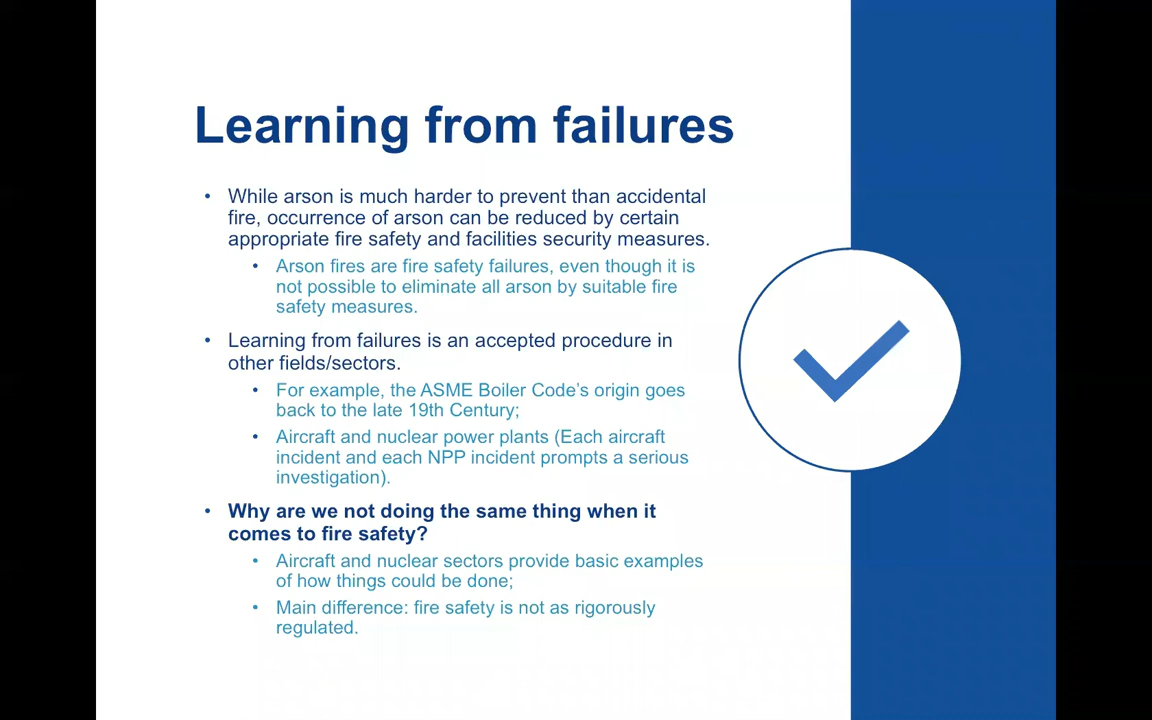 Learning from failures
• While arson is much harder to prevent than accidental
fire, occurrence of arson can be reduced by certain
appropriate fire safety and facilities security measures.
• Arson fires are fire safety failures, even though it is
not possible to eliminate all arson by suitable fire
safety measures.
• Learning from failures is an accepted procedure in
other fields/sectors.
• For example, the ASME Boiler Code’s origin goes
back to the late 19th Century;
• Aircraft and nuclear power plants (Each aircraft
incident and each NPP incident prompts a serious
investigation).
• Why are we not doing the same thing when it
comes to fire safety?
• Aircraft and nuclear sectors provide basic examples
of how things could be done;
• Main difference: fire safety is not as rigorously
regulated.